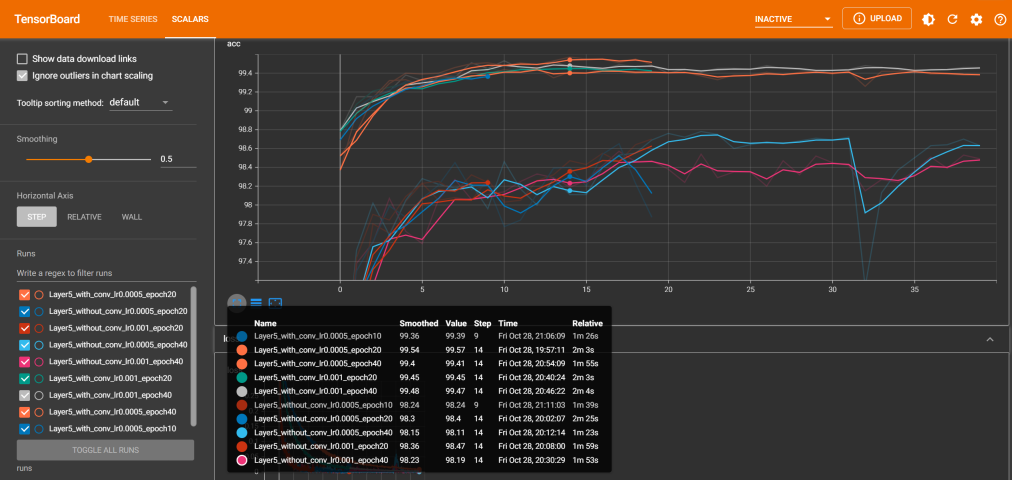 TensorBoard TIME SERIES SCALARS INACTIVE UPLOAD
Show data download links
Ignore outliers in chart scaling
Tooltip sorting method: default
Smoothing
0.5
Horizontal Axis
STEP RELATIVE WALL
Runs
Write a regex to filter runs
Layer5_with_conv_lr0.0005_epoch20
Layer5_without_conv_lr0.0005_epoch20
Layer5_without_conv_lr0.001_epoch20
Layer5_without_conv_lr0.0005_epoch40
Layer5_without_conv_lr0.001_epoch40
Layer5_with_conv_lr0.001_epoch20
Layer5_with_conv_lr0.001_epoch40
Layer5_with_conv_lr0.0005_epoch40
Layer5_with_conv_lr0.0005_epoch10
TOGGLE ALL RUNS
runs
acc
99.4
99.2
99
98.8
98.6
98.4
98.2
98
97.8
97.6
97.4
0 5 10 15 20 25 30 35
Name Smoothed Value Step Time Relative
Layer5_with_conv_lr0.0005_epoch10 99.36 99.39 9 Fri Oct 28, 21:06:09 1m 26s
Layer5_with_conv_lr0.0005_epoch20 99.54 99.57 14 Fri Oct 28, 19:57:11 2m 3s
Layer5_with_conv_lr0.0005_epoch40 99.4 99.41 14 Fri Oct 28, 20:54:09 1m 55s
Layer5_with_conv_lr0.001_epoch20 99.45 99.45 14 Fri Oct 28, 20:40:24 2m 3s
Layer5_with_conv_lr0.001_epoch40 99.48 99.47 14 Fri Oct 28, 20:46:22 2m 4s
Layer5_without_conv_lr0.0005_epoch10 98.24 98.24 9 Fri Oct 28, 21:11:03 1m 39s
Layer5_without_conv_lr0.0005_epoch20 98.3 98.4 14 Fri Oct 28, 20:02:07 2m 25s
Layer5_without_conv_lr0.0005_epoch40 98.15 98.11 14 Fri Oct 28, 20:12:14 1m 23s
Layer5_without_conv_lr0.001_epoch20 98.36 98.47 14 Fri Oct 28, 20:08:00 1m 59s
Layer5_without_conv_lr0.001_epoch40 98.23 98.19 14 Fri Oct 28, 20:30:29 1m 53s
0